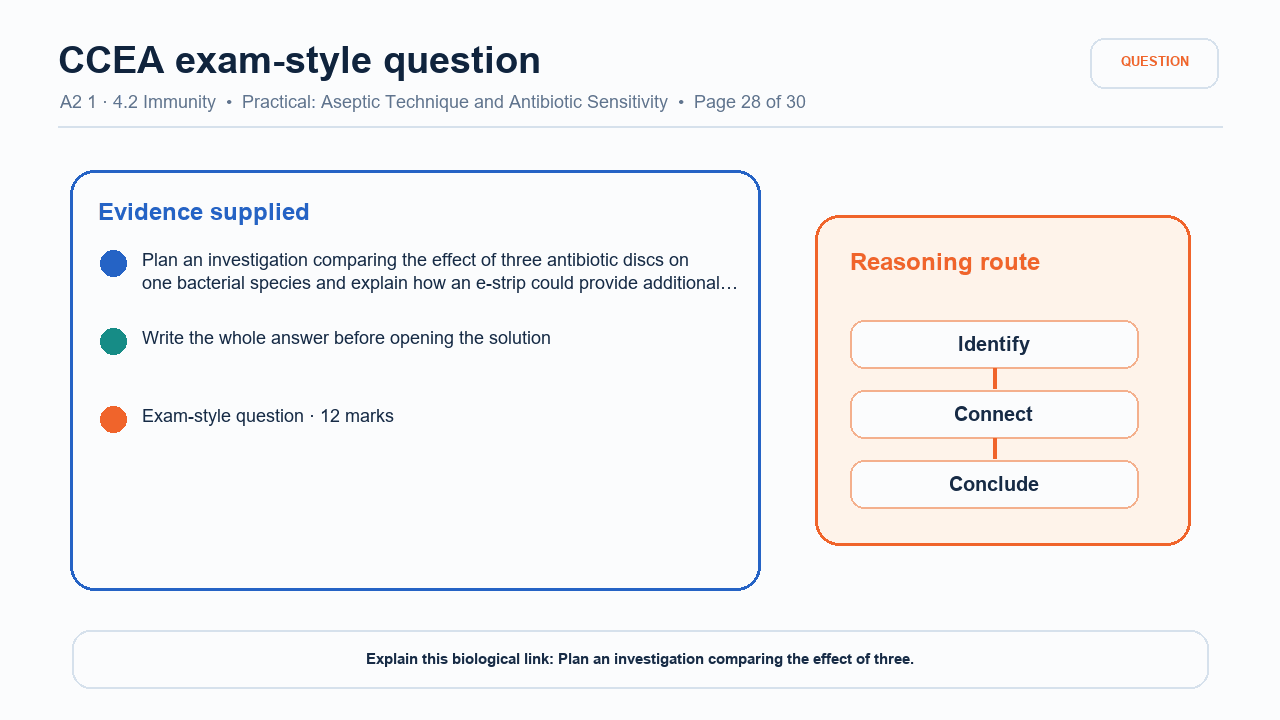 CCEA exam-style question
QUESTION
A2 1 · 4.2 Immunity • Practical: Aseptic Technique and Antibiotic Sensitivity • Page 28 of 30
Evidence supplied
Plan an investigation comparing the effect of three antibiotic discs on
one bacterial species and explain how an e-strip could provide additional…
Write the whole answer before opening the solution
Exam-style question · 12 marks
Reasoning route
Identify
Connect
Conclude
Explain this biological link: Plan an investigation comparing the effect of three.